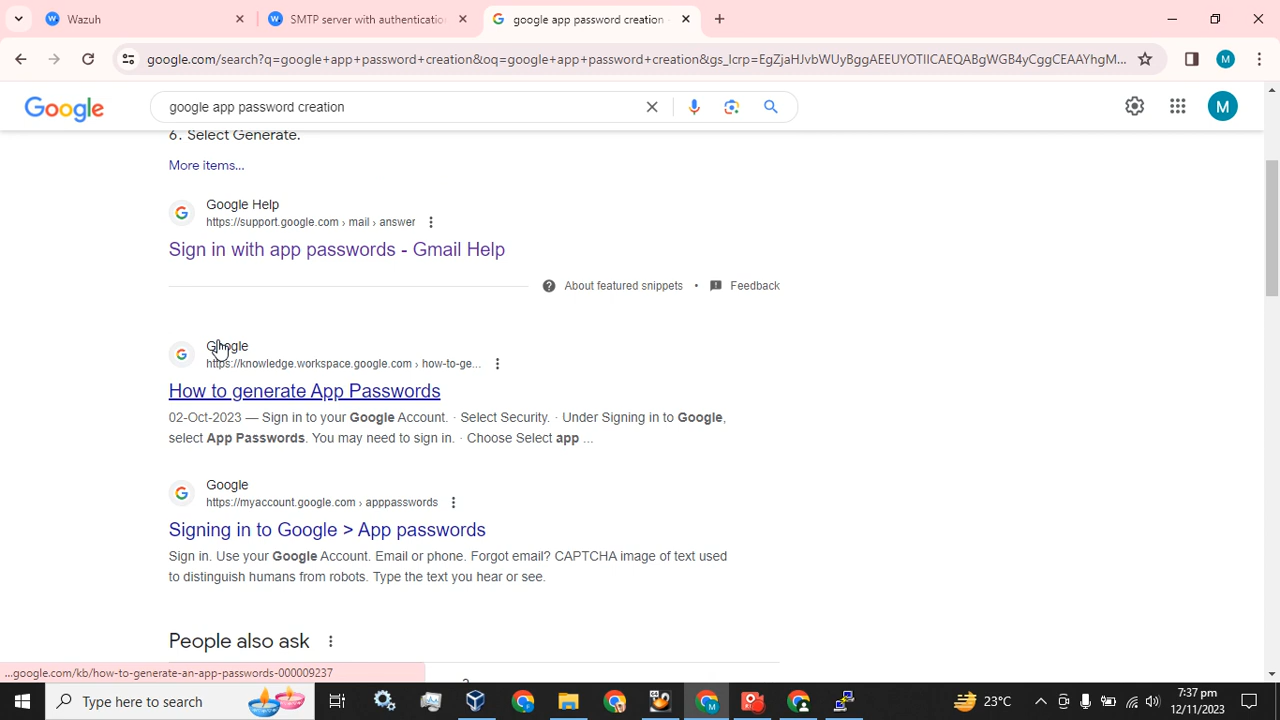 Wazuh
SMTP server with authentication
google app password creation
google.com/search?q=google+app+password+creation&oq=google+app+password+creation&gs_lcrp=EgZjaHJvbWUyBggAEEUYOTIICAEQABgWGB4yCggCEAAYhgM...
M
Google
google app password creation
M
6. Select Generate.
More items...
Google Help
https://support.google.com › mail › answer
Sign in with app passwords - Gmail Help
About featured snippets • Feedback
Google
https://knowledge.workspace.google.com › how-to-ge...
How to generate App Passwords
02-Oct-2023 — Sign in to your Google Account. · Select Security. · Under Signing in to Google,
select App Passwords. You may need to sign in. · Choose Select app ...
Google
https://myaccount.google.com › apppasswords
Signing in to Google > App passwords
Sign in. Use your Google Account. Email or phone. Forgot email? CAPTCHA image of text used
to distinguish humans from robots. Type the text you hear or see.
People also ask
...google.com/kb/how-to-generate-an-app-passwords-000009237
Type here to search
23°C
7:37 pm
12/11/2023